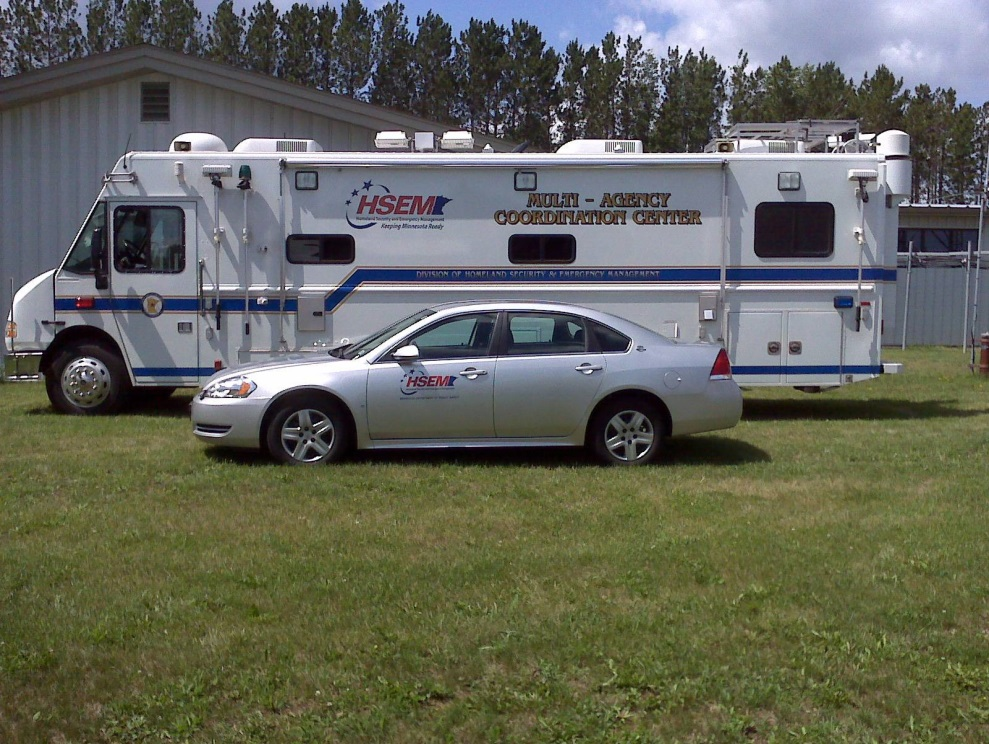 HSEM
Homeland Security and Emergency Management
Keeping Minnesota Ready
MULTI - AGENCY
COORDINATION CENTER
DIVISION OF HOMELAND SECURITY & EMERGENCY MANAGEMENT
HSEM